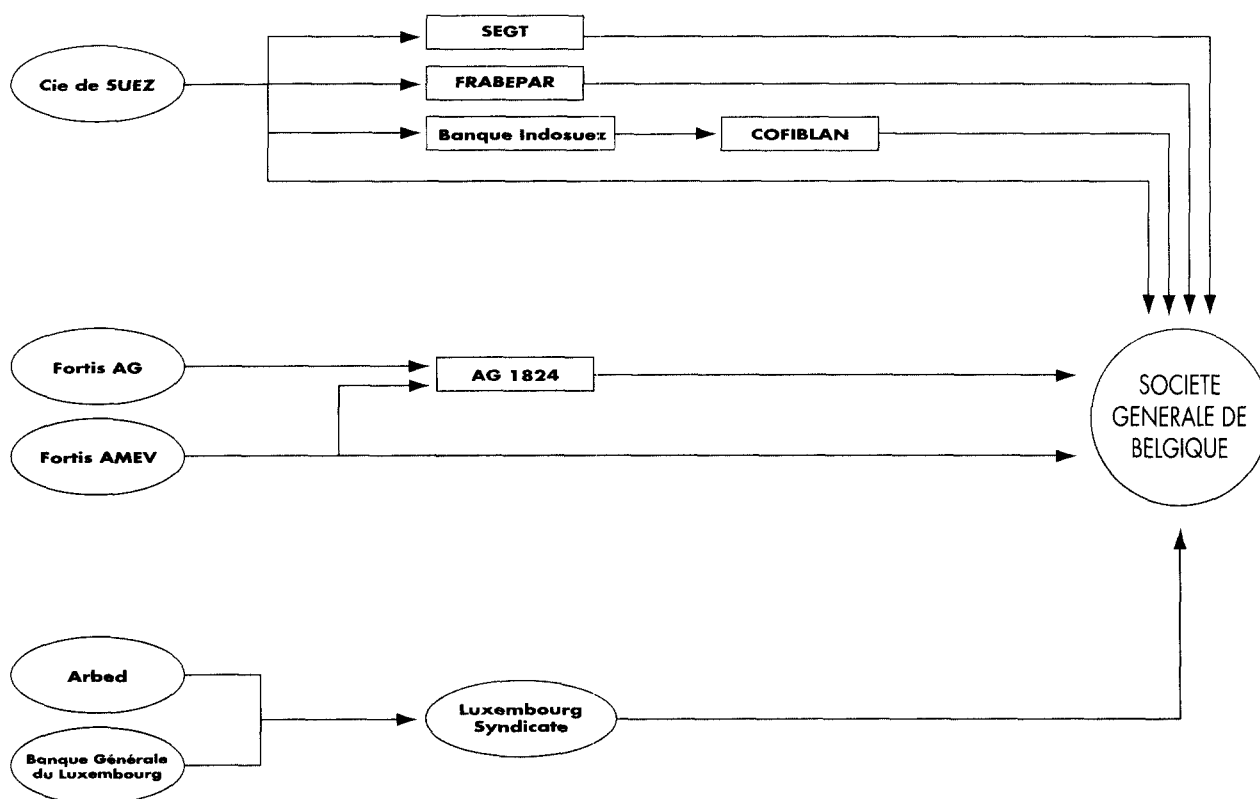 SEGT
Cie de SUEZ
FRABEPAR
Banque Indosuez
COFIBLAN
Fortis AG
AG 1824
Fortis AMEV
SOCIETE
GENERALE DE
BELGIQUE
Arbed
Luxembourg
Syndicate
Banque Générale
du Luxembourg